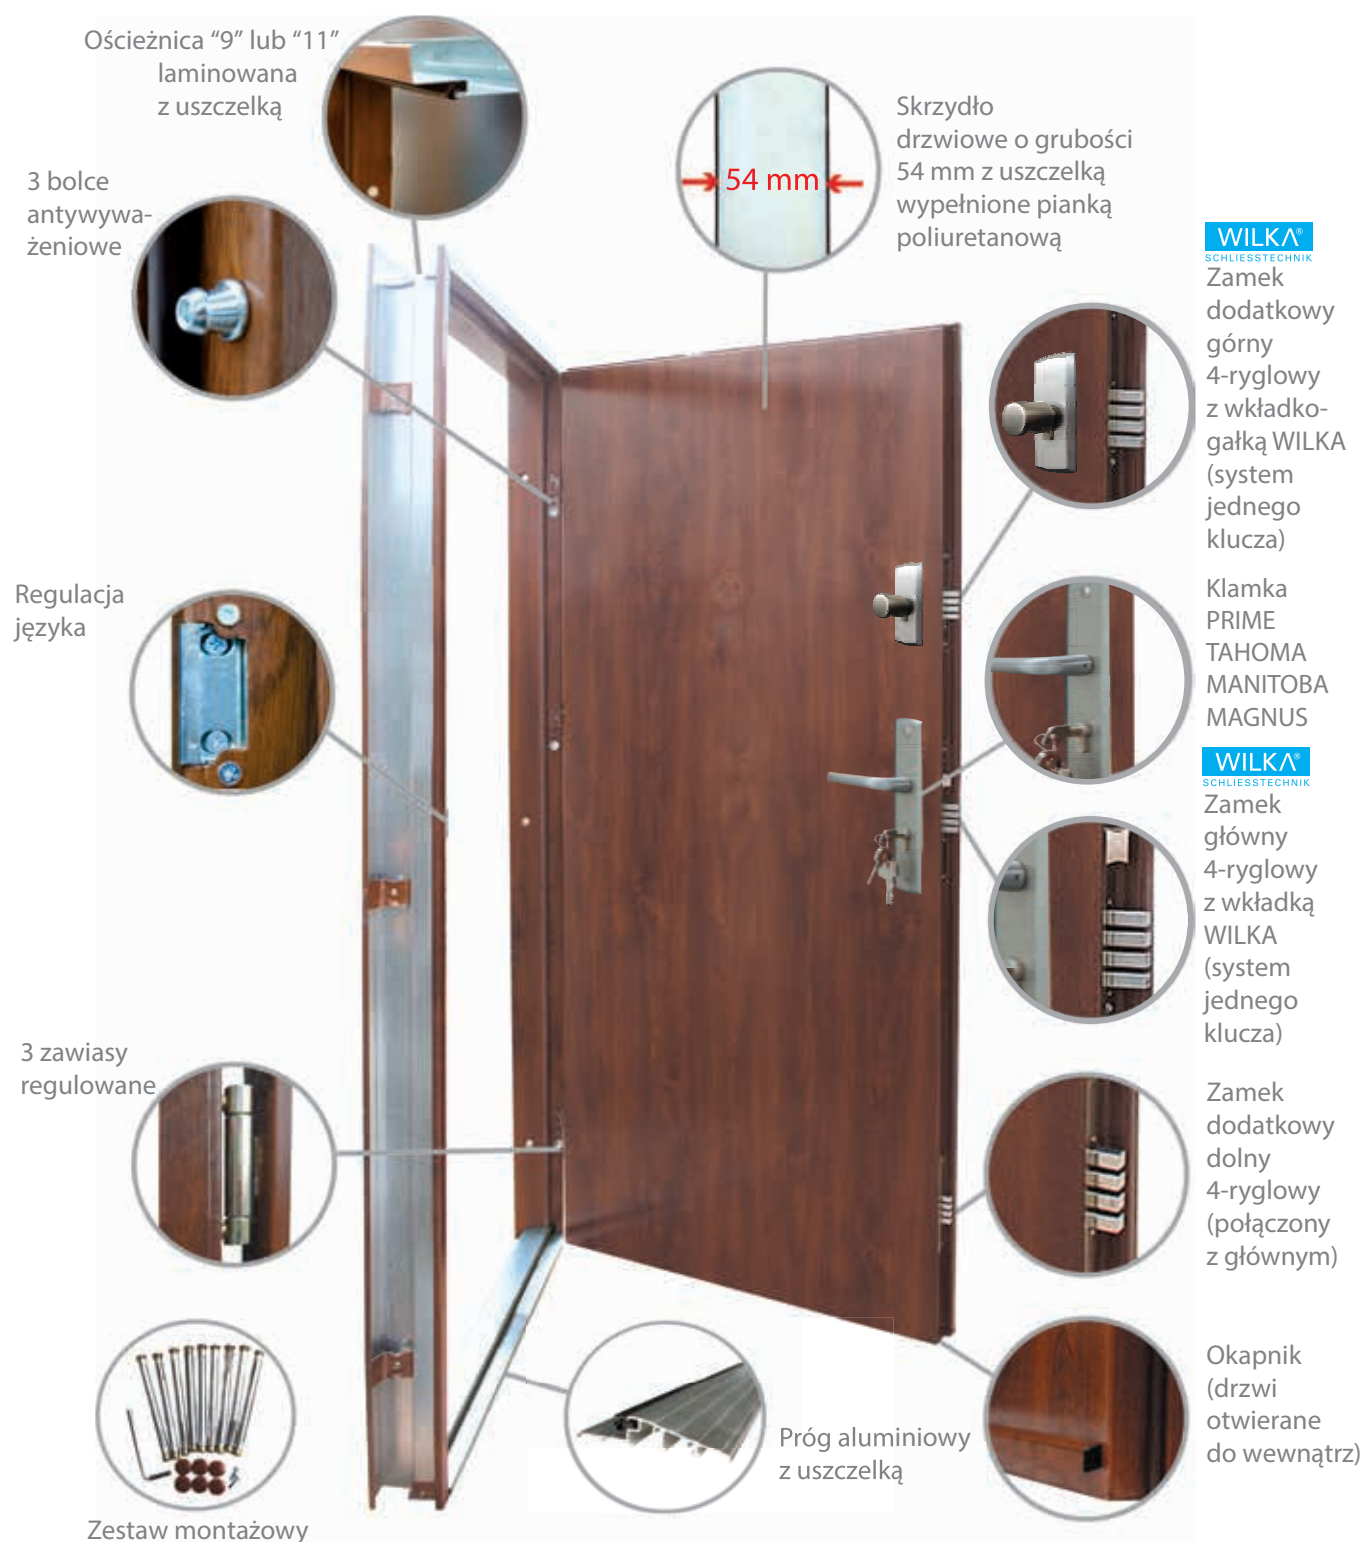 Ościeżnica “9” lub “11”
laminowana
z uszczelką
3 bolce
antywywa-
żeniowe
Regulacja
języka
3 zawiasy
regulowane
Zestaw montażowy
54 mm
Skrzydło
drzwiowe o grubości
54 mm z uszczelką
wypełnione pianką
poliuretanową
WILKA®
SCHLIESSTECHNIK
Zamek
dodatkowy
górny
4-ryglowy
z wkładko-
gałką WILKA
(system
jednego
klucza)
Klamka
PRIME
TAHOMA
MANITOBA
MAGNUS
WILKA®
SCHLIESSTECHNIK
Zamek
główny
4-ryglowy
z wkładką
WILKA
(system
jednego
klucza)
Zamek
dodatkowy
dolny
4-ryglowy
(połączony
z głównym)
Okapnik
(drzwi
otwierane
do wewnątrz)
Próg aluminiowy
z uszczelką